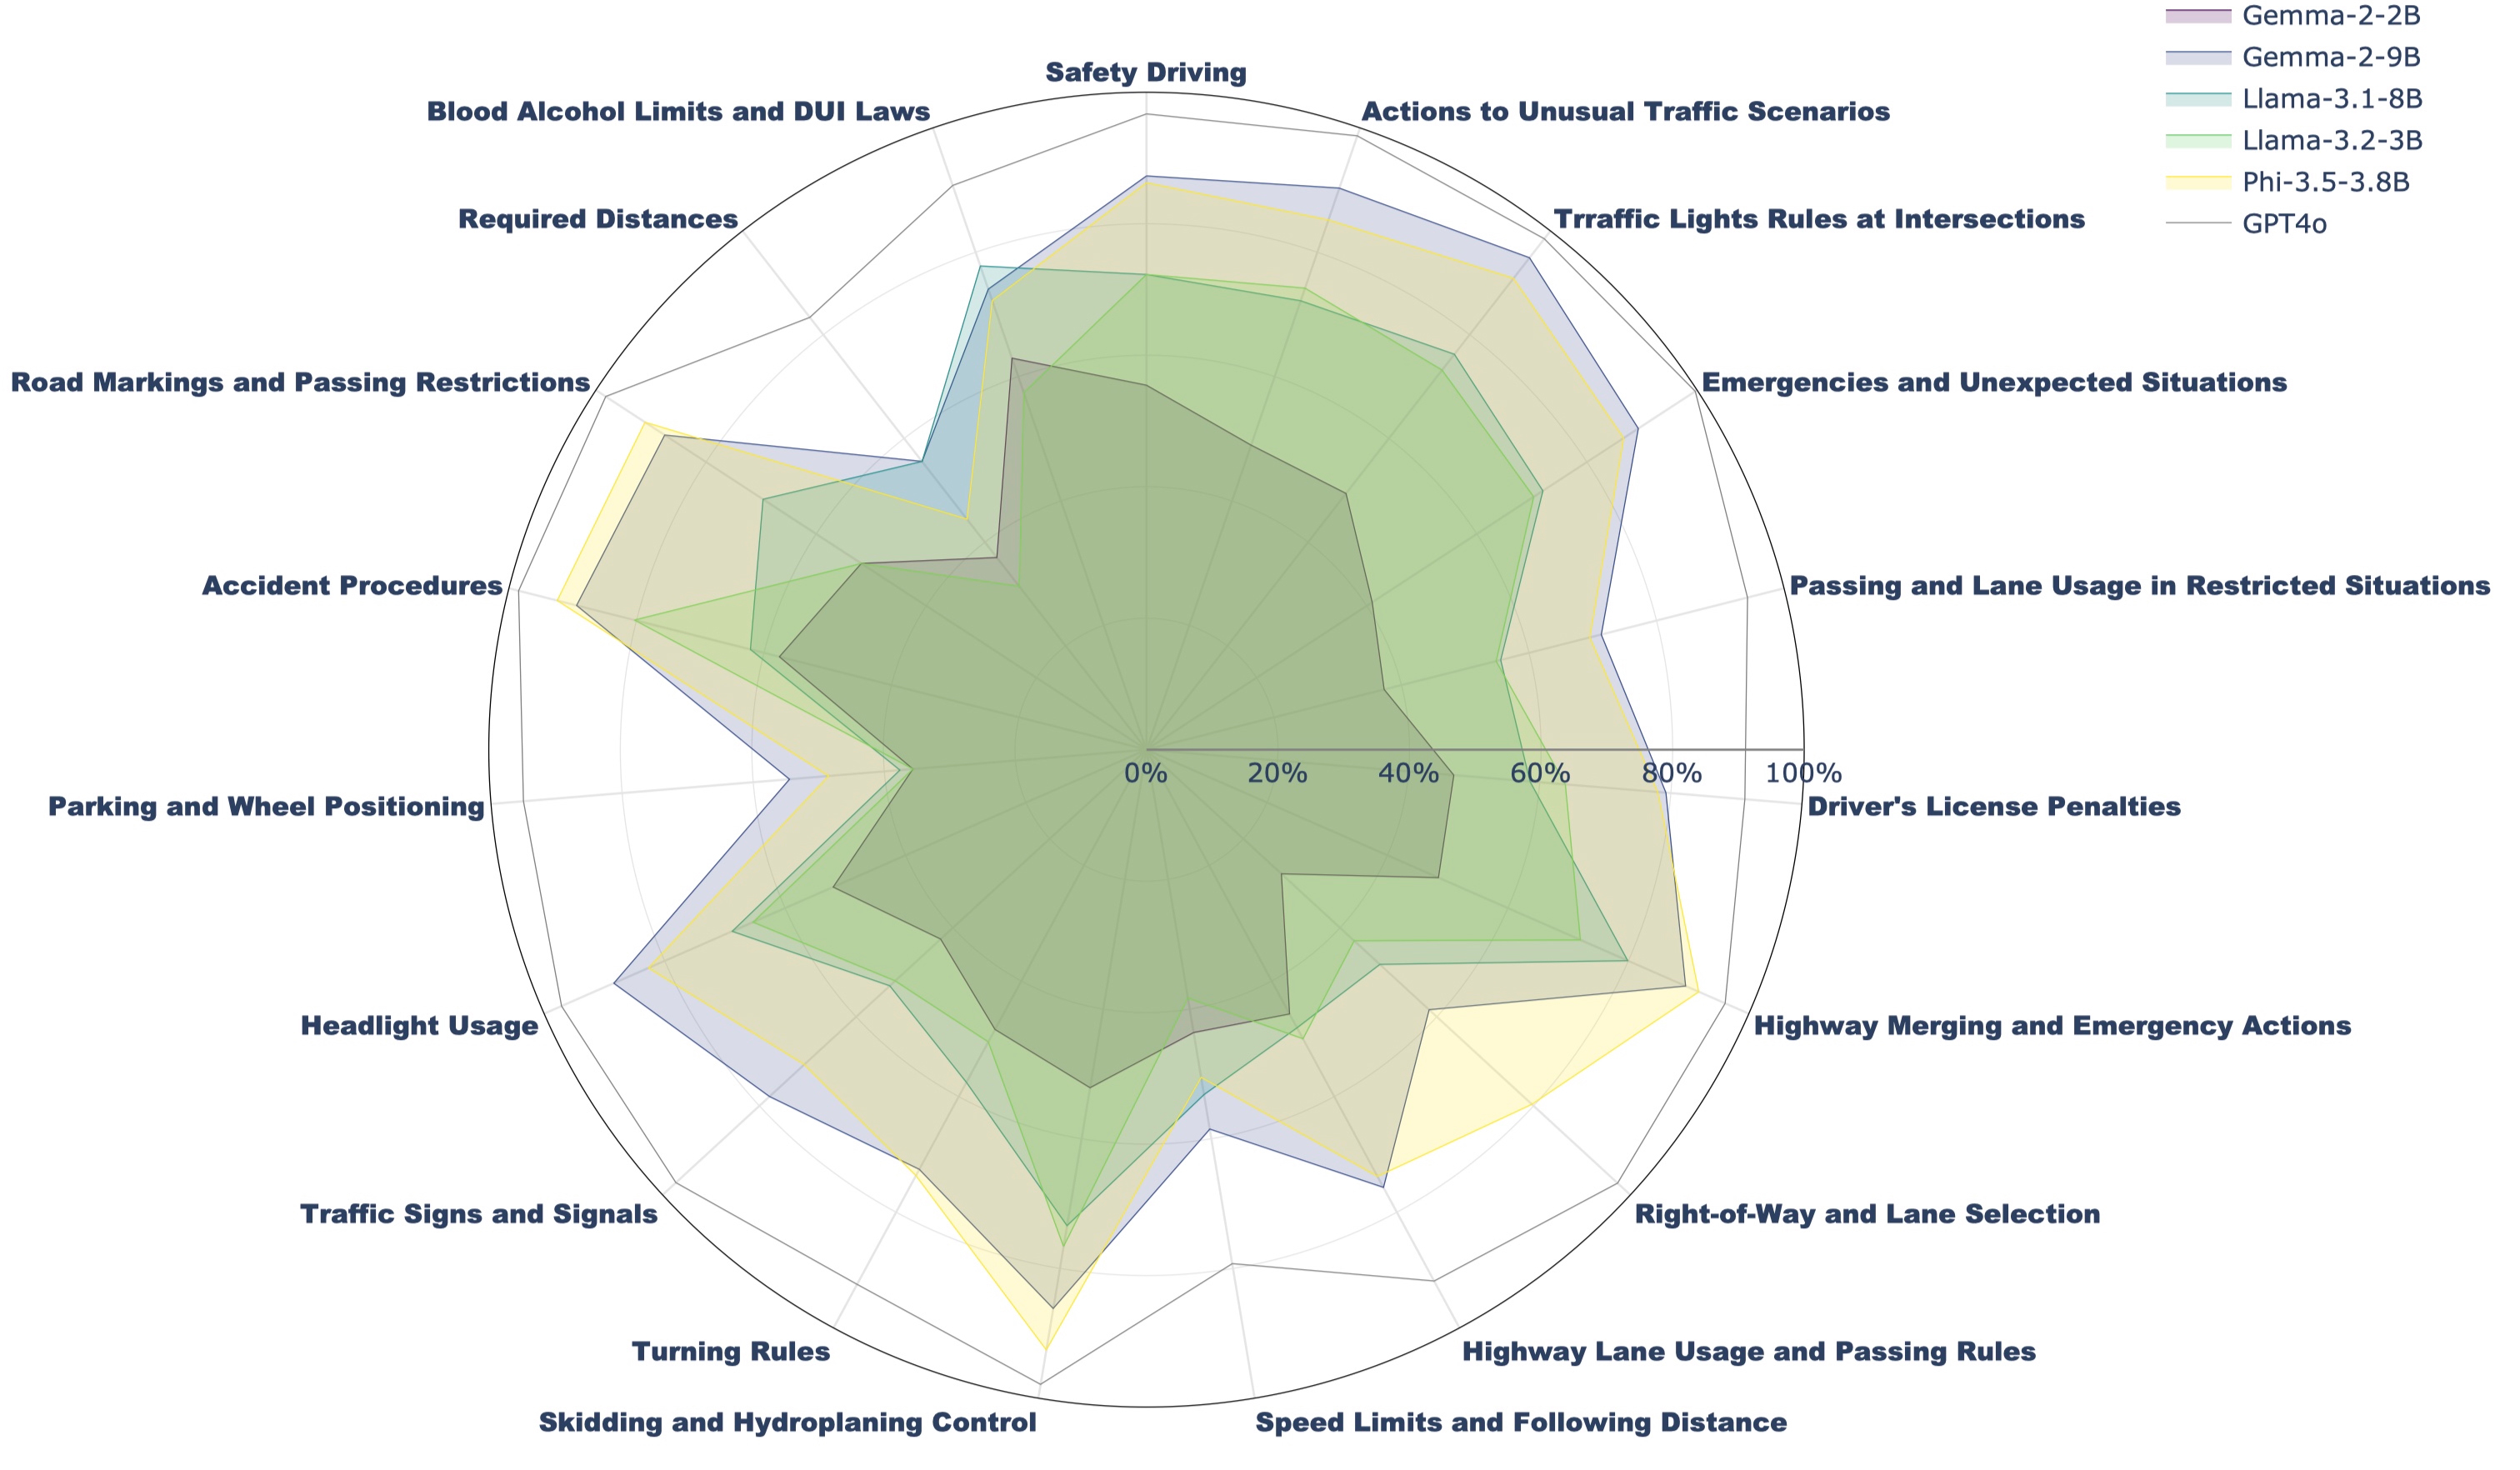 Gemma-2-2B
Gemma-2-9B
Llama-3.1-8B
Llama-3.2-3B
Phi-3.5-3.8B
GPT4o
Safety Driving
Blood Alcohol Limits and DUI Laws
Actions to Unusual Traffic Scenarios
Required Distances
Trraffic Lights Rules at Intersections
Road Markings and Passing Restrictions
Emergencies and Unexpected Situations
Accident Procedures
Passing and Lane Usage in Restricted Situations
0% 20% 40% 60% 80% 100%
Parking and Wheel Positioning
Driver's License Penalties
Headlight Usage
Highway Merging and Emergency Actions
Traffic Signs and Signals
Right-of-Way and Lane Selection
Turning Rules
Highway Lane Usage and Passing Rules
Skidding and Hydroplaning Control
Speed Limits and Following Distance